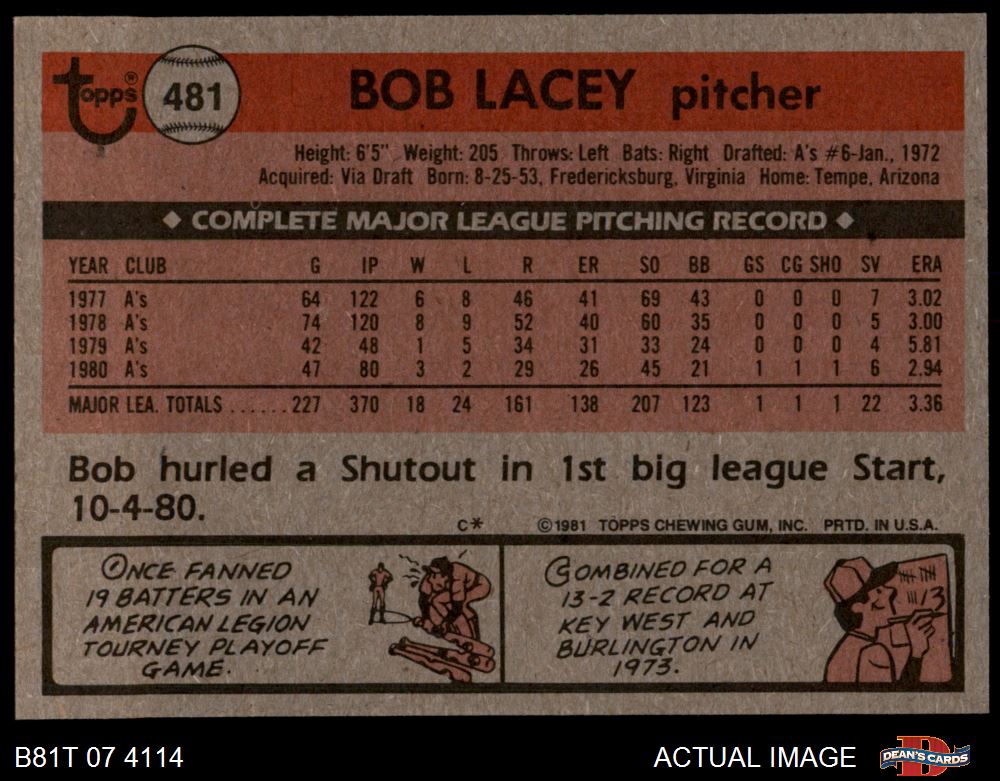 Topps® 481 BOB LACEY pitcher
Height: 6'5" Weight: 205 Throws: Left Bats: Right Drafted: A's #6-Jan., 1972
Acquired: Via Draft Born: 8-25-53, Fredericksburg, Virginia Home: Tempe, Arizona
◆ COMPLETE MAJOR LEAGUE PITCHING RECORD ◆
YEAR CLUB G IP W L R ER SO BB GS CG SHO SV ERA
1977 A's 64 122 6 8 46 41 69 43 0 0 0 7 3.02
1978 A's 74 120 8 9 52 40 60 35 0 0 0 5 3.00
1979 A's 42 48 1 5 34 31 33 24 0 0 0 4 5.81
1980 A's 47 80 3 2 29 26 45 21 1 1 1 6 2.94
MAJOR LEA. TOTALS ......227 370 18 24 161 138 207 123 1 1 1 22 3.36
Bob hurled a Shutout in 1st big league Start,
10-4-80.
C* ©1981 TOPPS CHEWING GUM, INC. PRTD. IN U.S.A.
ONCE FANNED
19 BATTERS IN AN
AMERICAN LEGION
TOURNEY PLAYOFF
GAME.
COMBINED FOR A
13-2 RECORD AT
KEY WEST AND
BURLINGTON IN
1973.
13
B81T 07 4114 ACTUAL IMAGE DEAN'S CARDS